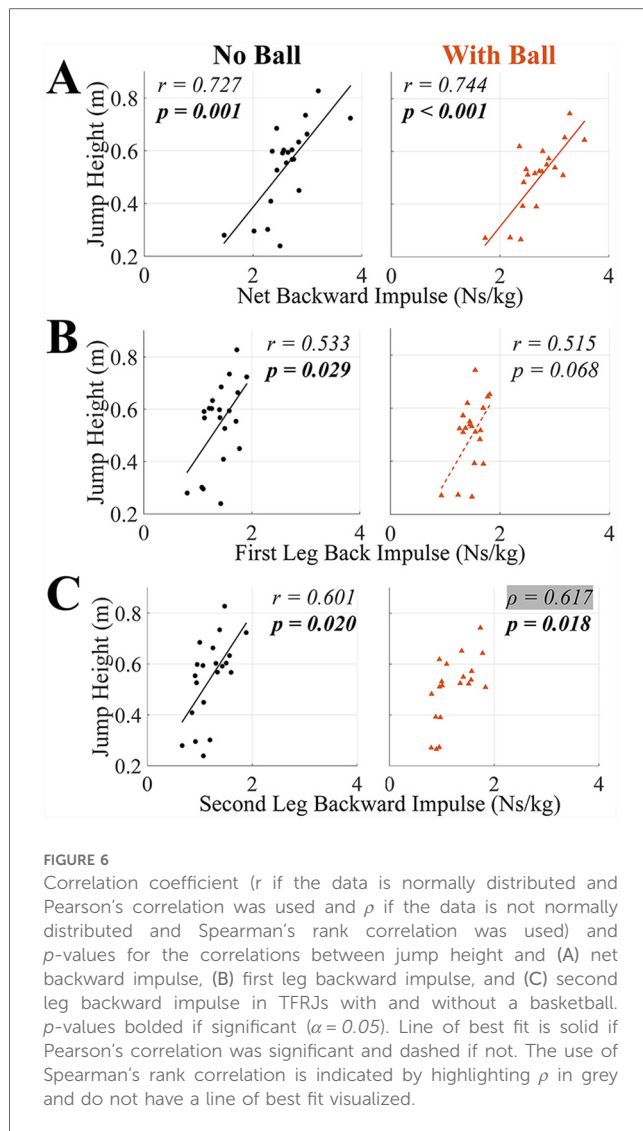 No Ball
With Ball
A
r = 0.727
p = 0.001
r = 0.744
p < 0.001
Jump Height (m)
0.8
0.6
0.4
0.2
0 2 4 0 2 4
Net Backward Impulse (Ns/kg)
B
r = 0.533
p = 0.029
r = 0.515
p = 0.068
Jump Height (m)
0.8
0.6
0.4
0.2
0 2 4 0 2 4
First Leg Back Impulse (Ns/kg)
C
r = 0.601
p = 0.020
ρ = 0.617
p = 0.018
Jump Height (m)
0.8
0.6
0.4
0.2
0 2 4 0 2 4
Second Leg Backward Impulse (Ns/kg)
FIGURE 6
Correlation coefficient (r if the data is normally distributed and
Pearson's correlation was used and ρ if the data is not normally
distributed and Spearman's rank correlation was used) and
p-values for the correlations between jump height and (A) net
backward impulse, (B) first leg backward impulse, and (C) second
leg backward impulse in TFRJs with and without a basketball.
p-values bolded if significant (α = 0.05). Line of best fit is solid if
Pearson's correlation was significant and dashed if not. The use of
Spearman's rank correlation is indicated by highlighting ρ in grey
and do not have a line of best fit visualized.